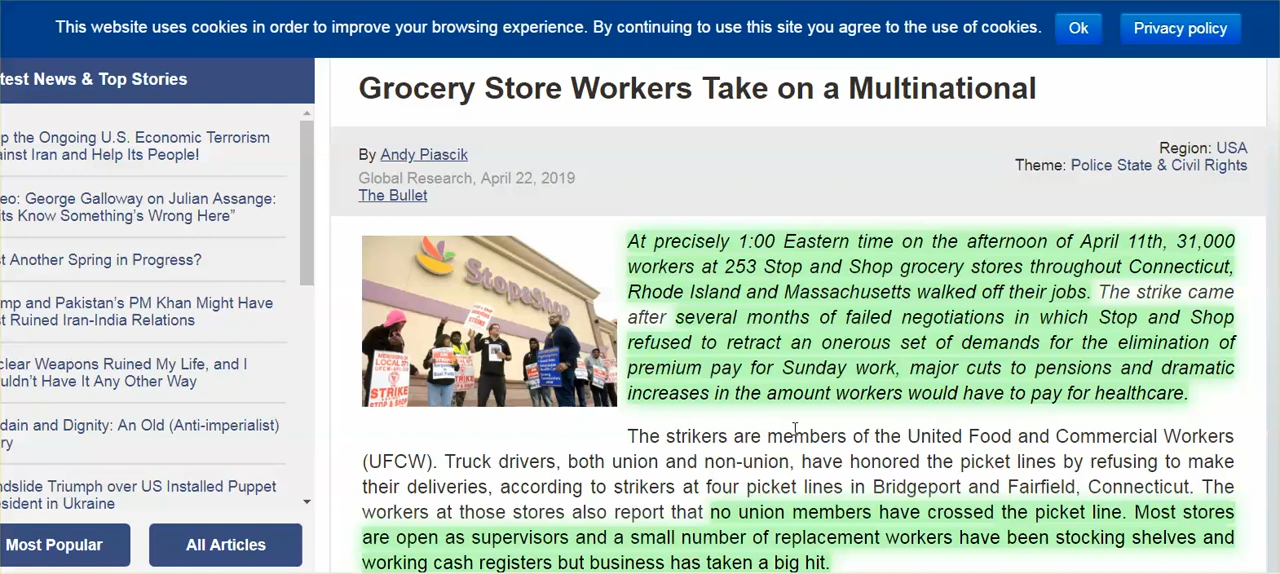 This website uses cookies in order to improve your browsing experience. By continuing to use this site you agree to the use of cookies.
Ok
Privacy policy
test News & Top Stories
p the Ongoing U.S. Economic Terrorism
inst Iran and Help Its People!
eo: George Galloway on Julian Assange:
its Know Something's Wrong Here"
t Another Spring in Progress?
mp and Pakistan's PM Khan Might Have
t Ruined Iran-India Relations
clear Weapons Ruined My Life, and I
uldn't Have It Any Other Way
dain and Dignity: An Old (Anti-imperialist)
ry
ndslide Triumph over US Installed Puppet
esident in Ukraine
Most Popular
All Articles
Grocery Store Workers Take on a Multinational
By Andy Piascik
Global Research, April 22, 2019
The Bullet
Region: USA
Theme: Police State & Civil Rights
Stop&Shop
STRIKE
At precisely 1:00 Eastern time on the afternoon of April 11th, 31,000
workers at 253 Stop and Shop grocery stores throughout Connecticut,
Rhode Island and Massachusetts walked off their jobs. The strike came
after several months of failed negotiations in which Stop and Shop
refused to retract an onerous set of demands for the elimination of
premium pay for Sunday work, major cuts to pensions and dramatic
increases in the amount workers would have to pay for healthcare.
The strikers are members of the United Food and Commercial Workers
(UFCW). Truck drivers, both union and non-union, have honored the picket lines by refusing to make
their deliveries, according to strikers at four picket lines in Bridgeport and Fairfield, Connecticut. The
workers at those stores also report that no union members have crossed the picket line. Most stores
are open as supervisors and a small number of replacement workers have been stocking shelves and
working cash registers but business has taken a big hit.